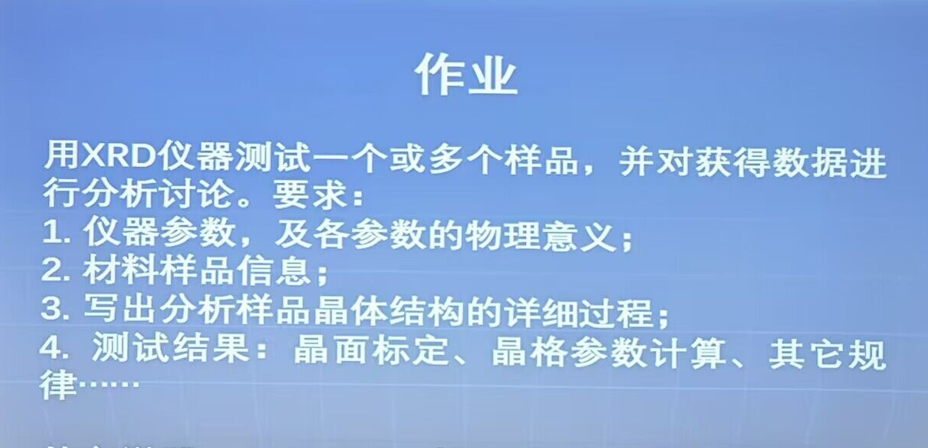 作业
用XRD仪器测试一个或多个样品，并对获得数据进
行分析讨论。要求：
1. 仪器参数，及各参数的物理意义；
2. 材料样品信息；
3. 写出分析样品晶体结构的详细过程；
4. 测试结果：晶面标定、晶格参数计算、其它规
律……